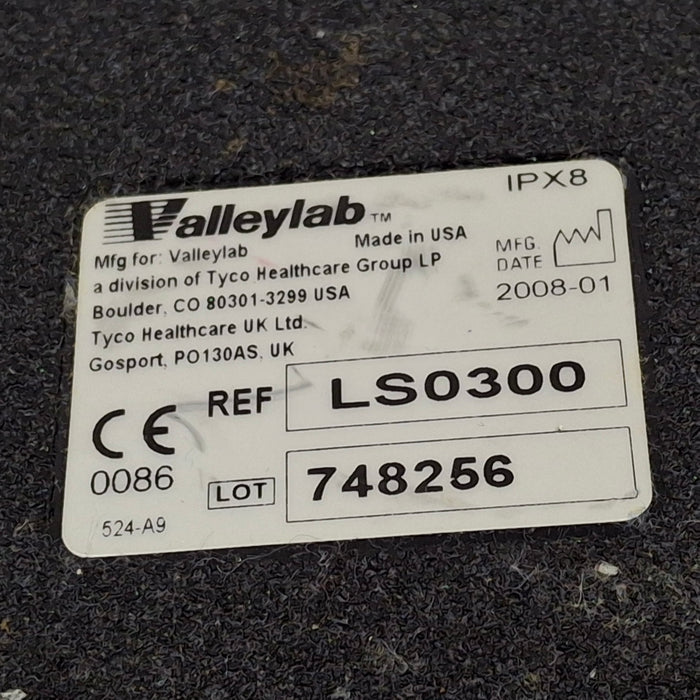 Valleylab™
IPX8
Mfg for: Valleylab
Made in USA
a division of Tyco Healthcare Group LP
Boulder, CO 80301-3299 USA
Tyco Healthcare UK Ltd.
Gosport, PO130AS, UK
MFG.
DATE
2008-01
REF LS0300
CE
0086
LOT 748256
524-A9